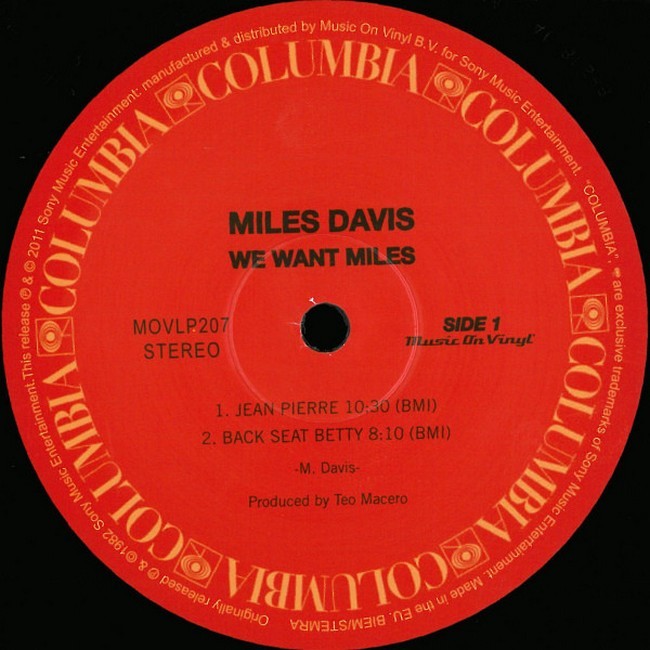 MILES DAVIS
WE WANT MILES
MOVLP207
STEREO
SIDE 1
Music On Vinyl
1. JEAN PIERRE 10:30 (BMI)
2. BACK SEAT BETTY 8:10 (BMI)
-M. Davis-
Produced by Teo Macero
COLUMBIA COLUMBIA COLUMBIA COLUMBIA COLUMBIA COLUMBIA COLUMBIA COLUMBIA
Originally released ℗ & © 1982 Sony Music Entertainment. This release ℗ & © 2011 Sony Music Entertainment: manufactured & distributed by Music On Vinyl B.V. for Sony Music Entertainment. "COLUMBIA", are exclusive trademarks of Sony Music Entertainment. Made in the EU. BIEM/STEMRA